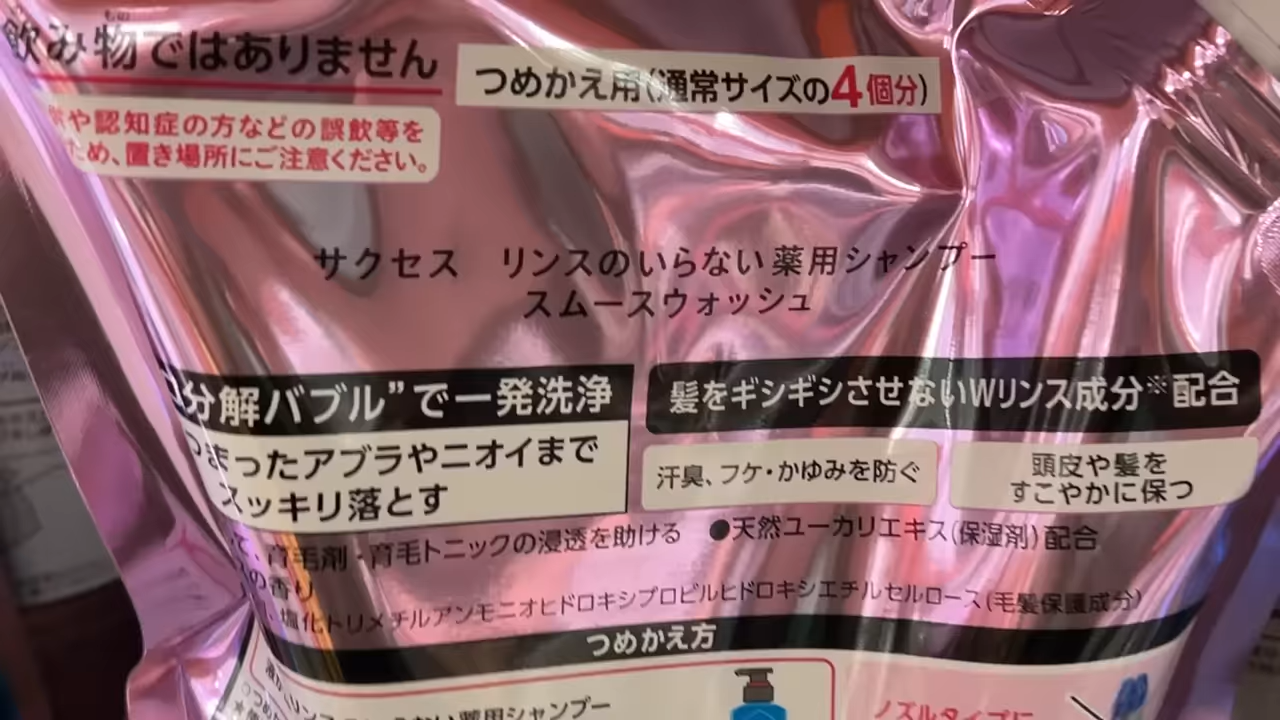 飲み物ではありません
つめかえ用(通常サイズの4個分)
や認知症の方などの誤飲等を
ため、置き場所にご注意ください。
サクセス リンスのいらない薬用シャンプー
スムースウォッシュ
分解バブル”で一発洗浄
髪をギシギシさせないWリンス成分※配合
つまったアブラやニオイまで
スッキリ落とす
汗臭、フケ・かゆみを防ぐ
頭皮や髪を
すこやかに保つ
て、育毛剤・育毛トニックの浸透を助ける ●天然ユーカリエキス(保湿剤)配合
の香り
塩化トリメチルアンモニオヒドロキシプロピルヒドロキシエチルセルロース(毛髪保護成分)
つめかえ方
薬用シャンプー
ノズルタイプに